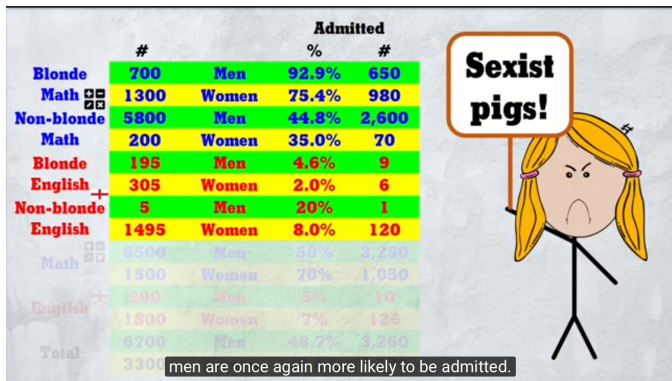 Admitted
# % #
Blonde 700 Men 92.9% 650
Math 1300 Women 75.4% 980
Non-blonde 5800 Men 44.8% 2,600
Math 200 Women 35.0% 70
Blonde 195 Men 4.6% 9
English 305 Women 2.0% 6
Non-blonde 5 Men 20% 1
English 1495 Women 8.0% 120
6500 Men 50% 3,250
Math
1500 Women 70% 1,050
200 Men 5% 10
English
1800 Women 7% 126
6700 Men 48.7% 3,260
Total
3300
Sexist
pigs!
men are once again more likely to be admitted.